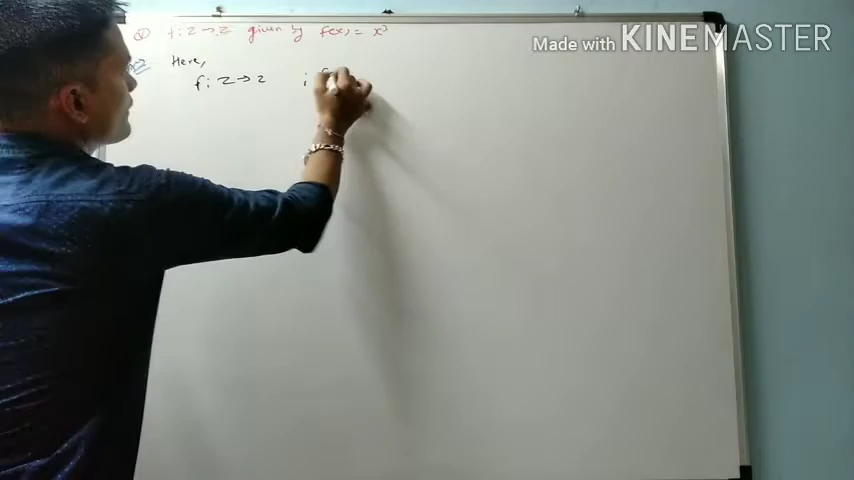 f: Z → Z given by f(x) = x³
Here,
f: Z → Z ; f
Made with KINEMASTER